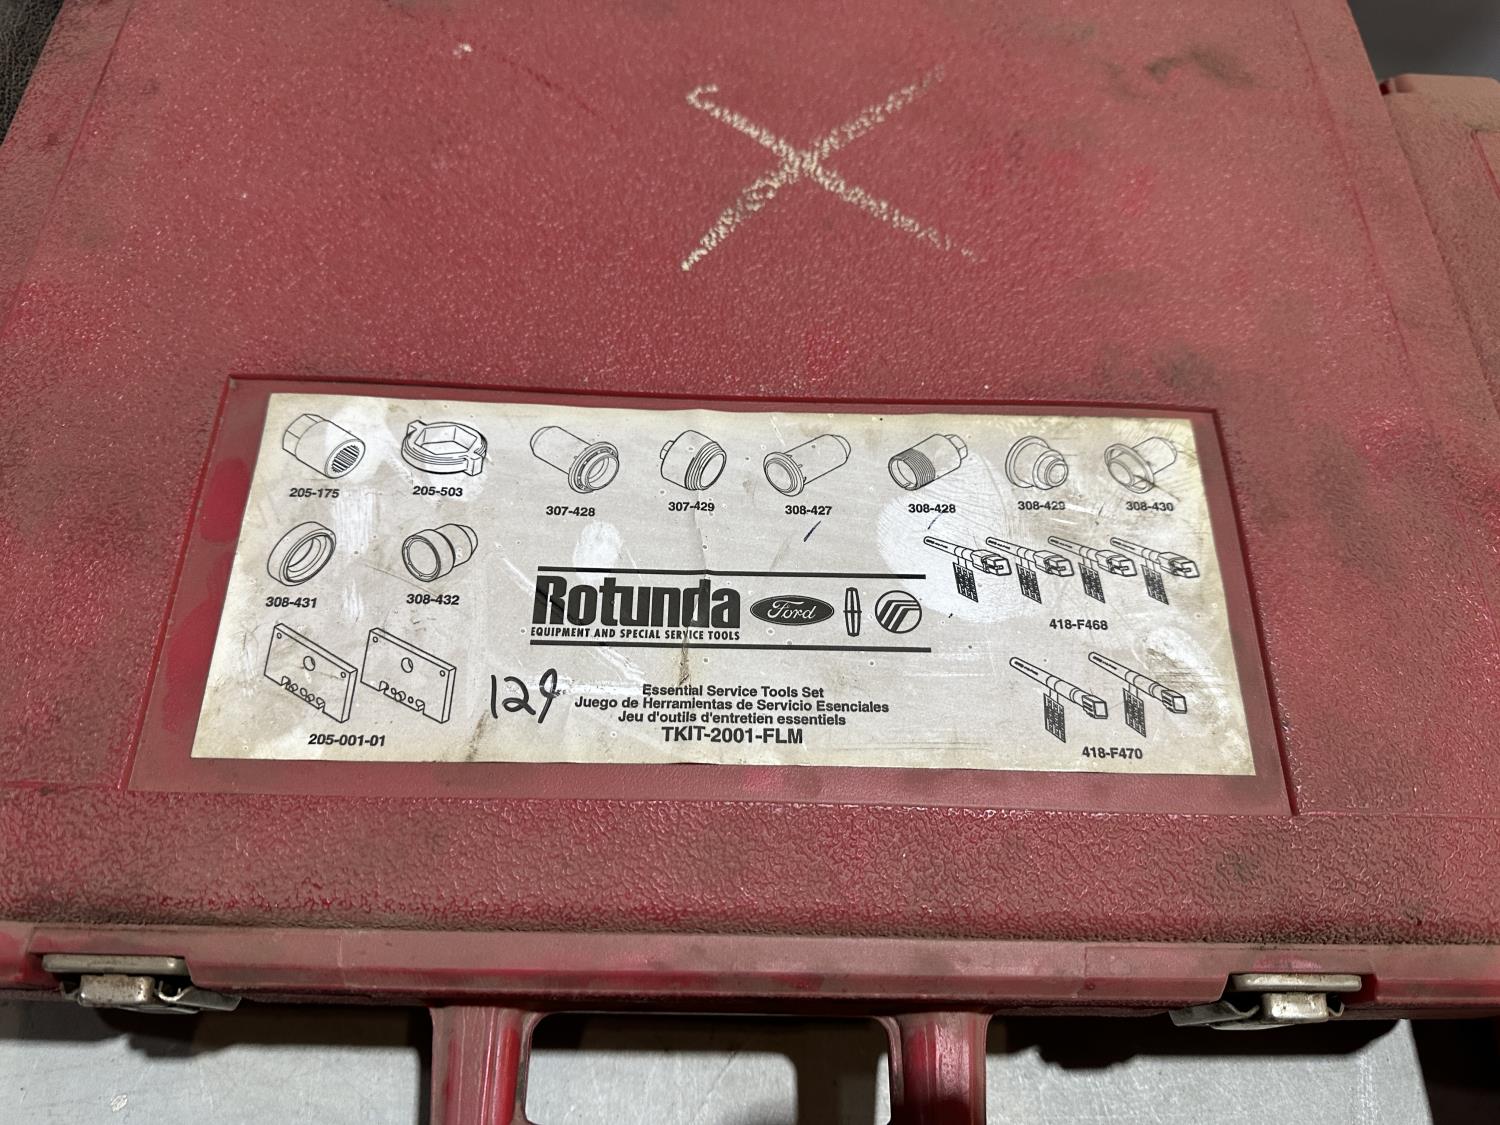 205-175
205-503
307-428
307-429
308-427
308-428
308-429
308-430
308-431
308-432
Rotunda
Ford
EQUIPMENT AND SPECIAL SERVICE TOOLS
418-F468
129
Essential Service Tools Set
Juego de Herramientas de Servicio Esenciales
Jeu d'outils d'entretien essentiels
TKIT-2001-FLM
205-001-01
418-F470